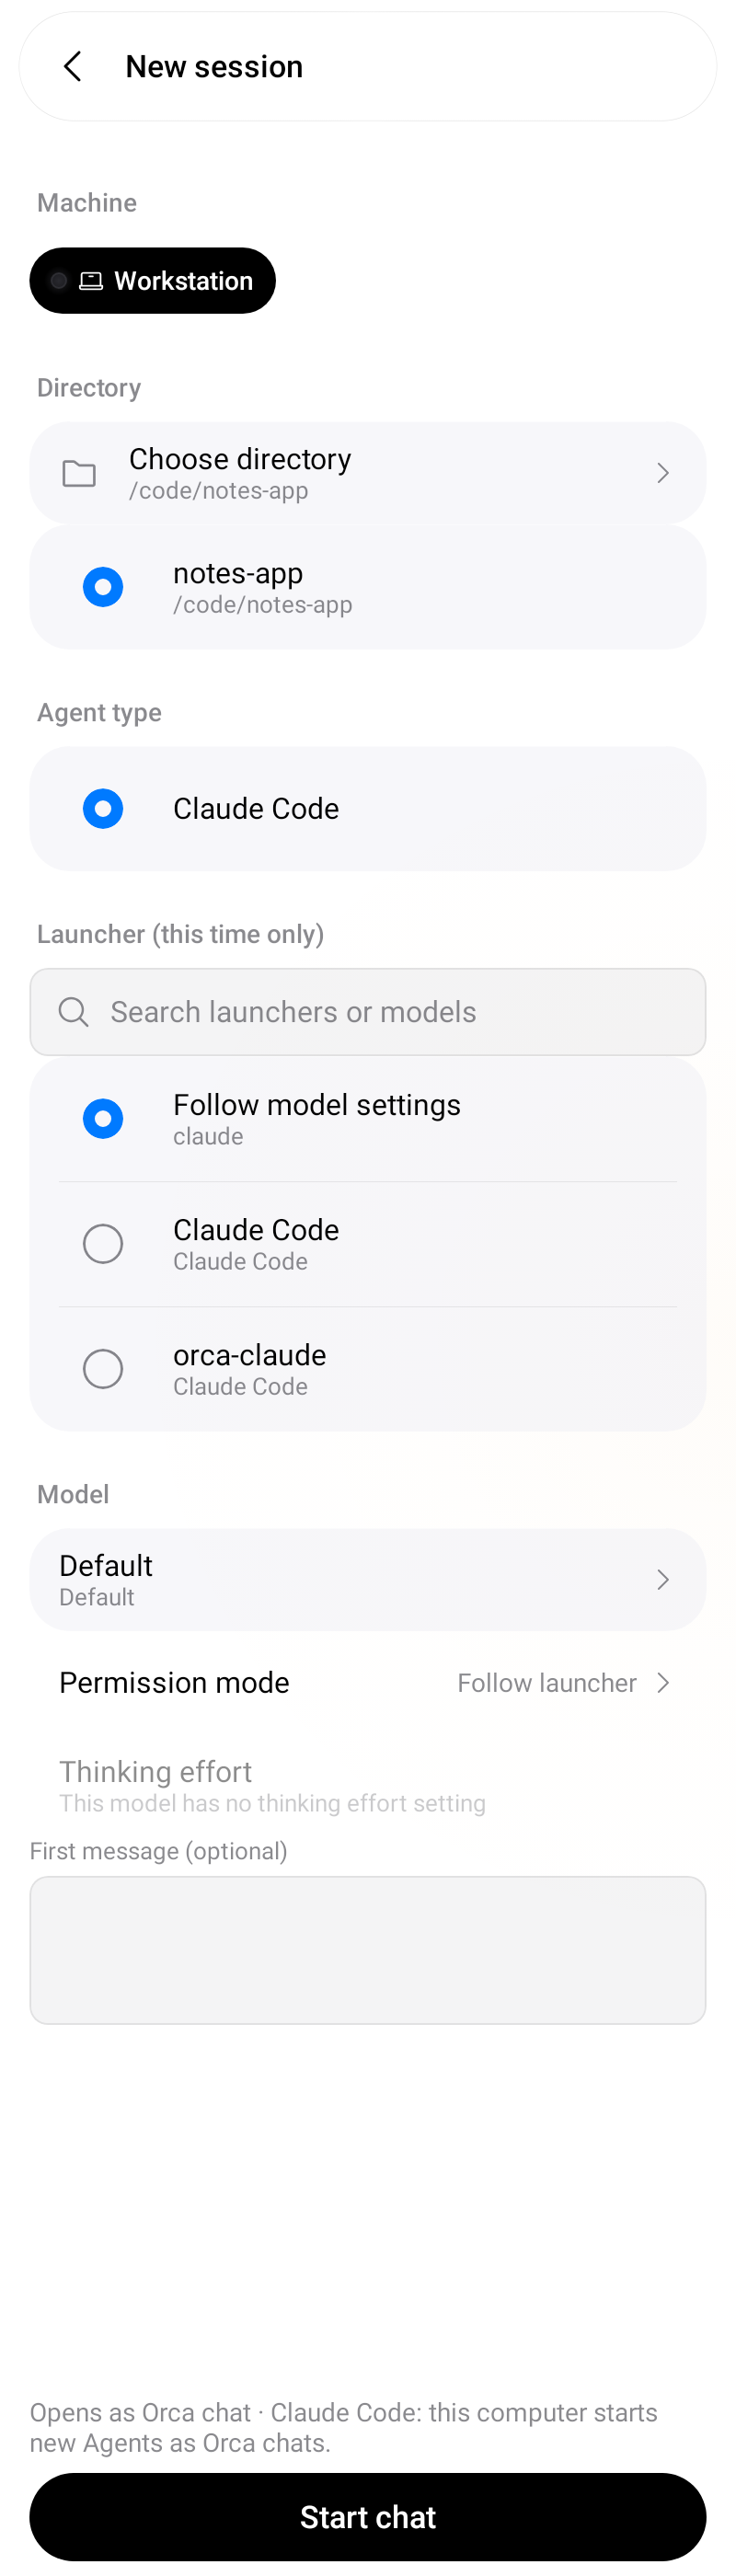 New session
Machine
Workstation
Directory
Choose directory
/code/notes-app
notes-app
/code/notes-app
Agent type
Claude Code
Launcher (this time only)
Search launchers or models
Follow model settings
claude
Claude Code
Claude Code
orca-claude
Claude Code
Model
Default
Default
Permission mode Follow launcher
Thinking effort
This model has no thinking effort setting
First message (optional)
Opens as Orca chat · Claude Code: this computer starts
new Agents as Orca chats.
Start chat